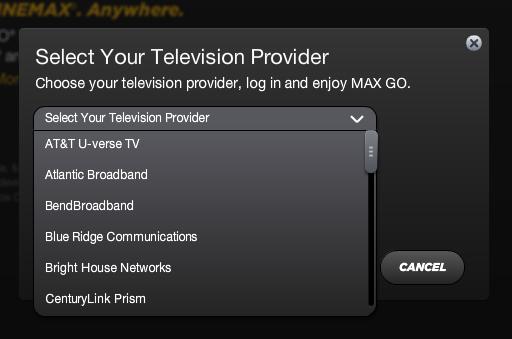 INEMAX®. Anywhere.
Select Your Television Provider
Choose your television provider, log in and enjoy MAX GO.
Select Your Television Provider
AT&T U-verse TV
Atlantic Broadband
BendBroadband
Blue Ridge Communications
Bright House Networks
CenturyLink Prism
CANCEL